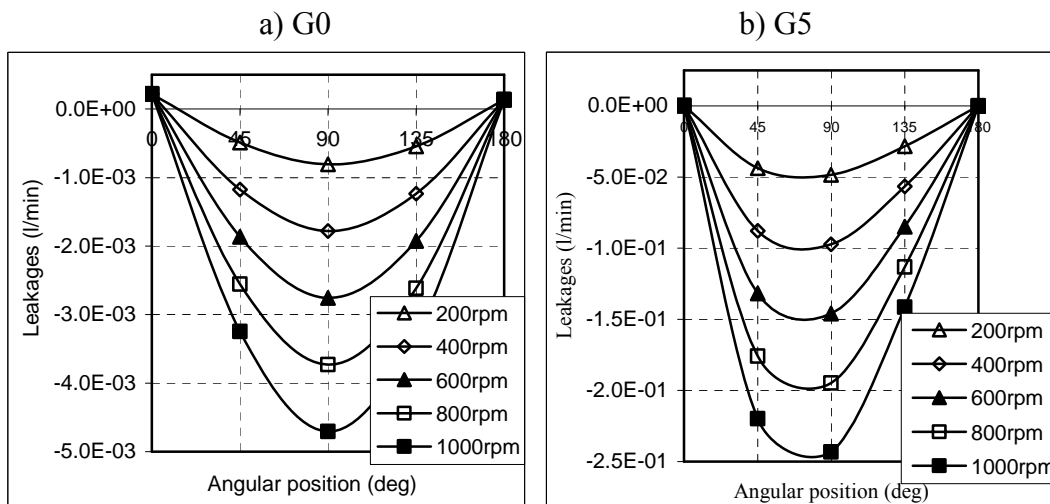 a) G0
0.0E+00
-1.0E-03
-2.0E-03
-3.0E-03
-4.0E-03
-5.0E-03
0 45 90 135 180
Leakages (l/min)
Angular position (deg)
200rpm
400rpm
600rpm
800rpm
1000rpm
b) G5
0.0E+00
-5.0E-02
-1.0E-01
-1.5E-01
-2.0E-01
-2.5E-01
0 45 90 135 180
Leakages (l/min)
Angular position (deg)
200rpm
400rpm
600rpm
800rpm
1000rpm